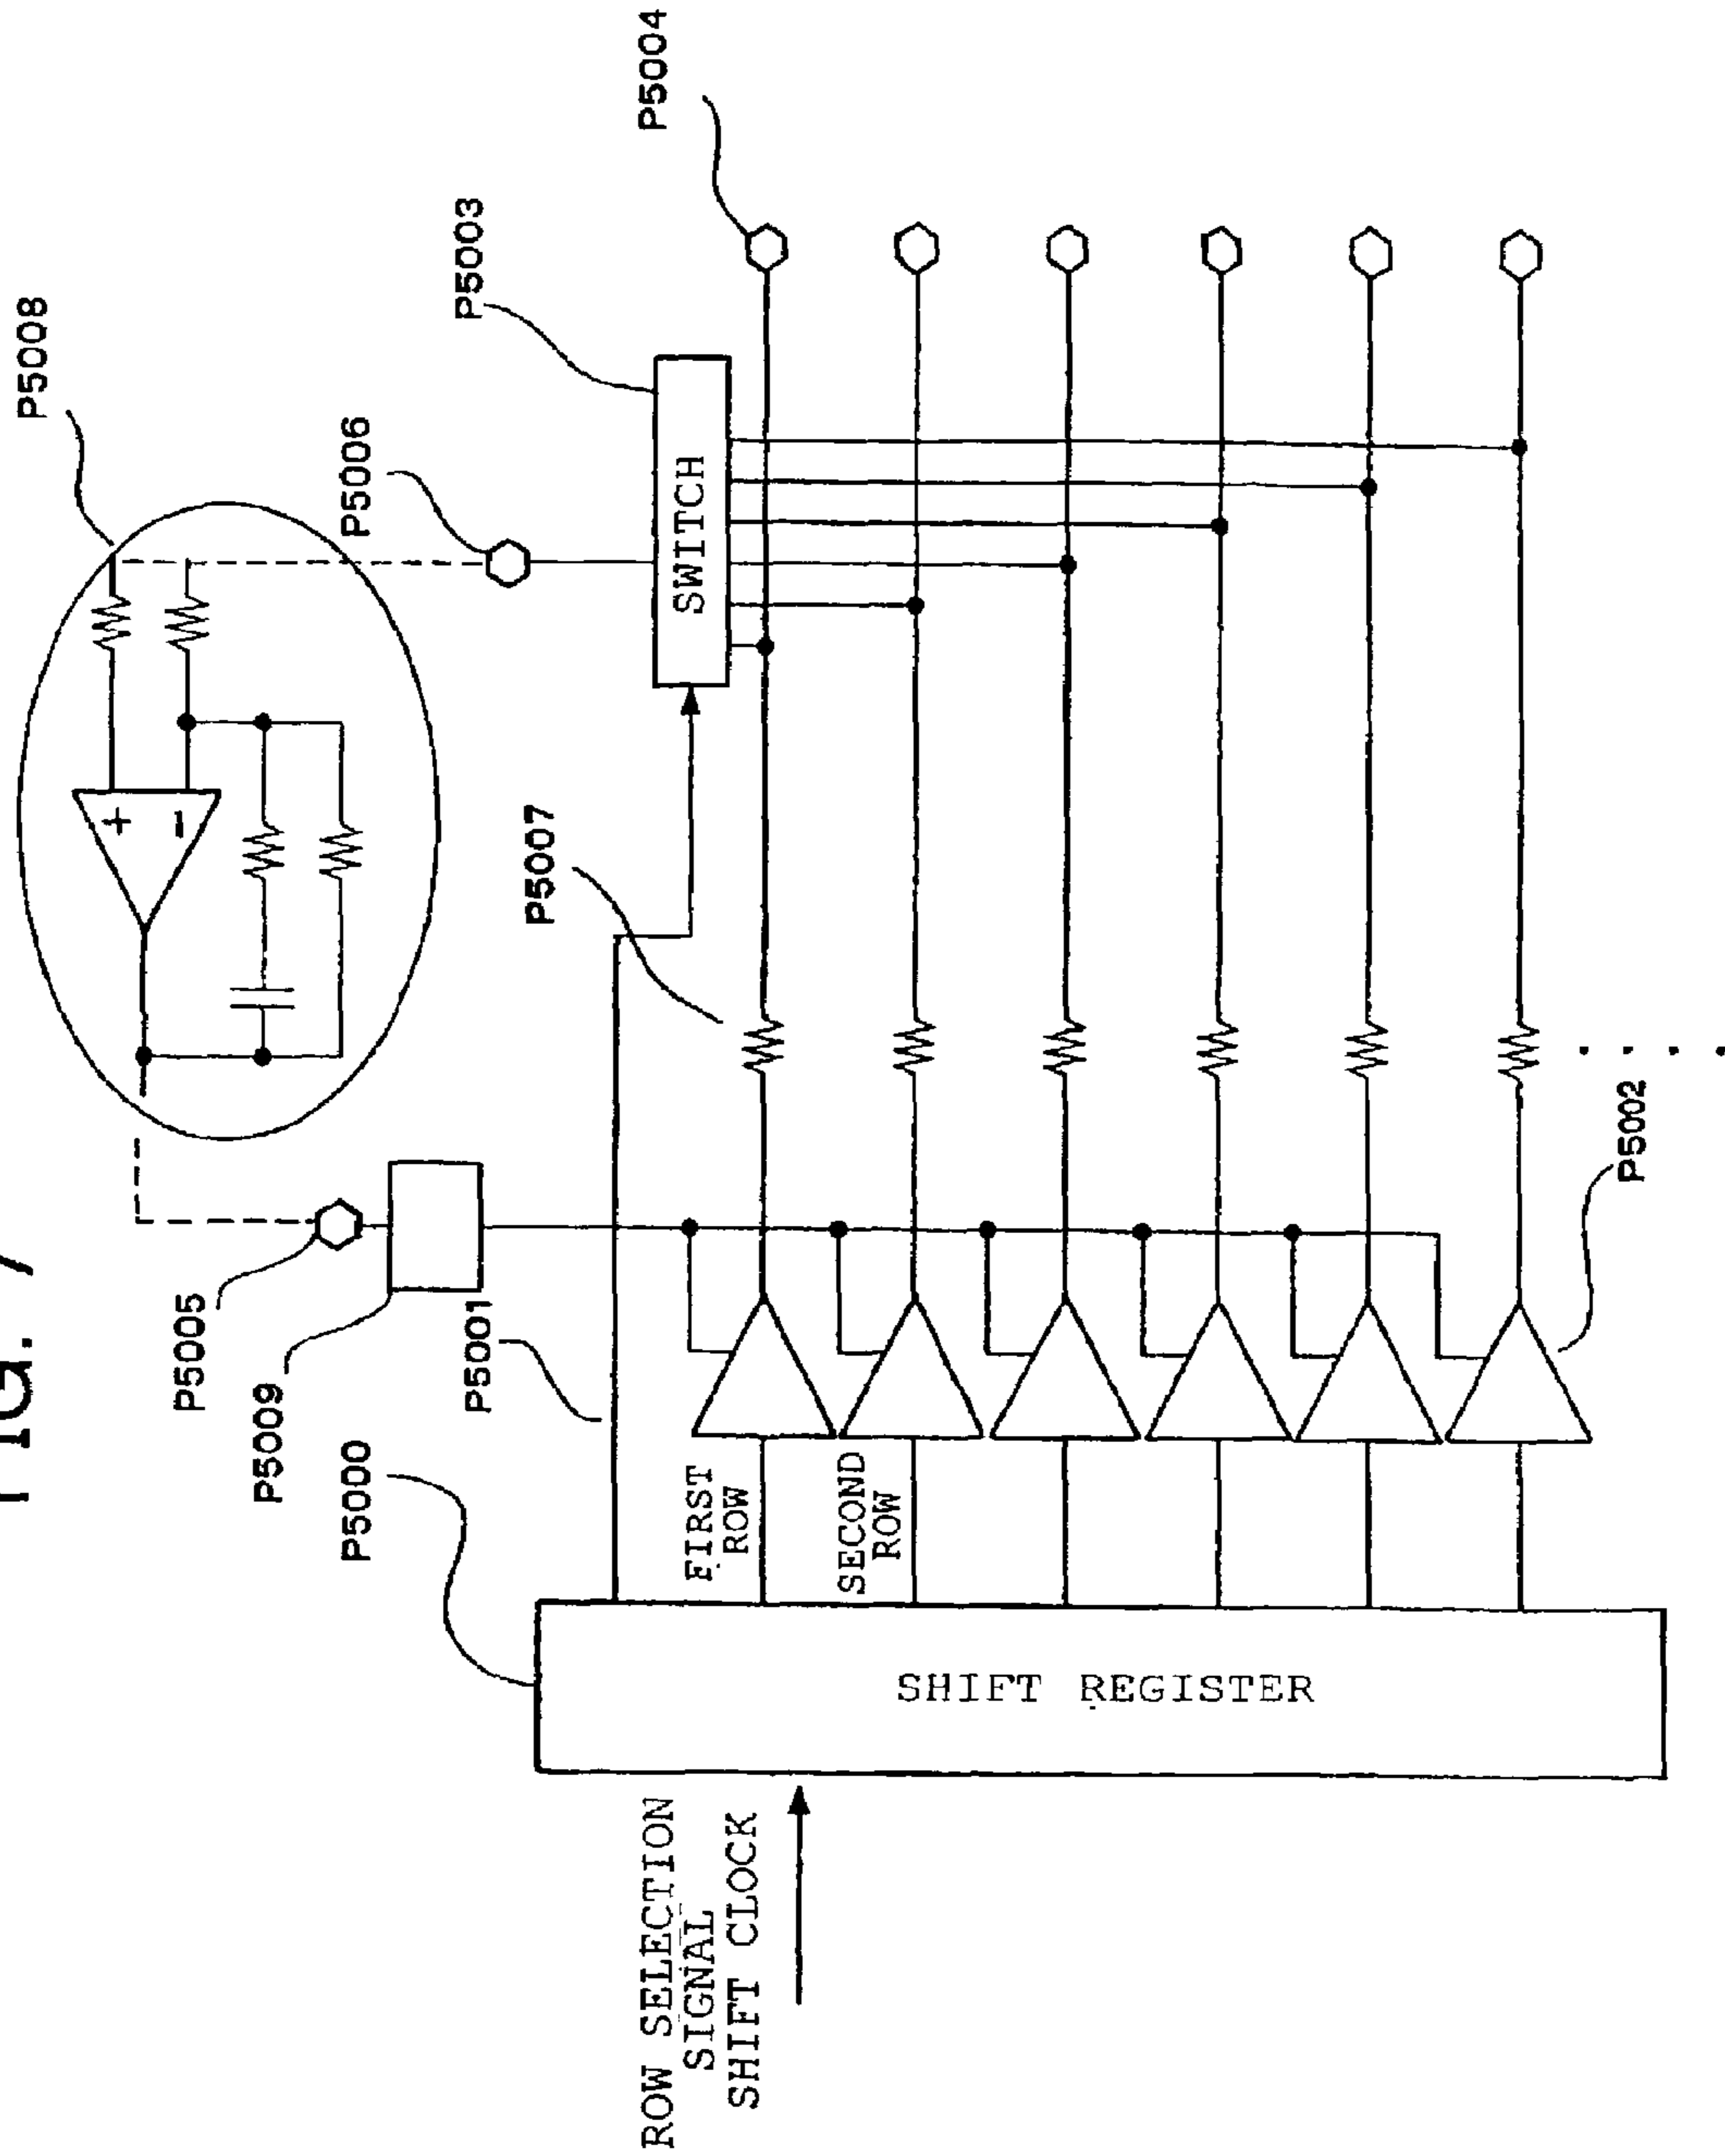 FIG. 7
P5008
P5004
P5003
P5006
SWITCH
P5007
P5005
P5009
P5001
P5000
FIRST
ROW
SECOND
ROW
P5002
SHIFT REGISTER
ROW SELECTION
SIGNAL
SHIFT CLOCK
+
−